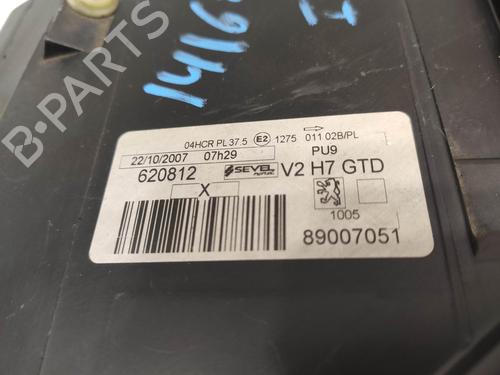 04HCR PL 37.5 E2 1275 011 02B/PL
22/10/2007 07h29 PU9
620812 SEVEL V2 H7 GTD
X
1005
89007051
B-PARTS